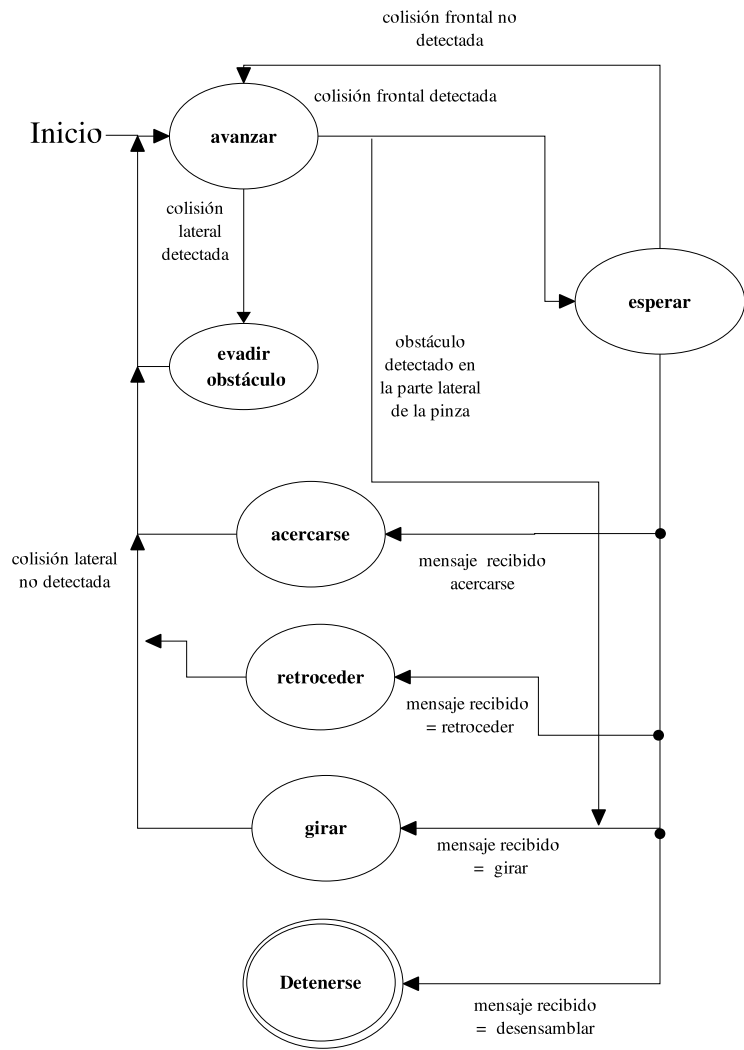 colisión frontal no
detectada
colisión frontal detectada
Inicio
avanzar
colisión
lateral
detectada
esperar
evadir
obstáculo
obstáculo
detectado en
la parte lateral
de la pinza
acercarse
mensaje recibido
acercarse
colisión lateral
no detectada
retroceder
mensaje recibido
= retroceder
girar
mensaje recibido
= girar
Detenerse
mensaje recibido
= desensamblar